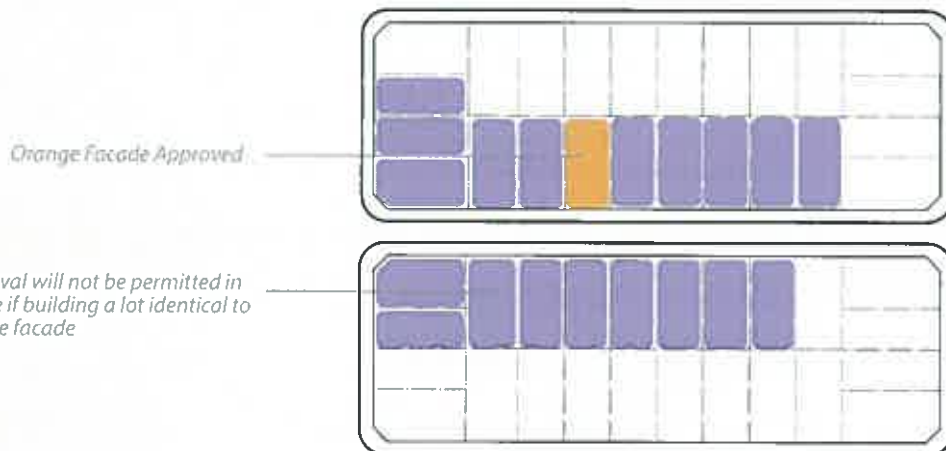 Orange Facade Approved
val will not be permitted in
e if building a lot identical to
e facade